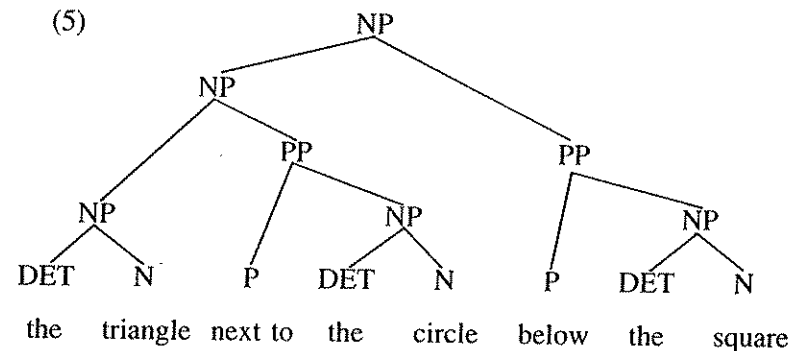 (5) NP
NP
PP PP
NP NP NP
DET N P DET N P DET N
the triangle next to the circle below the square